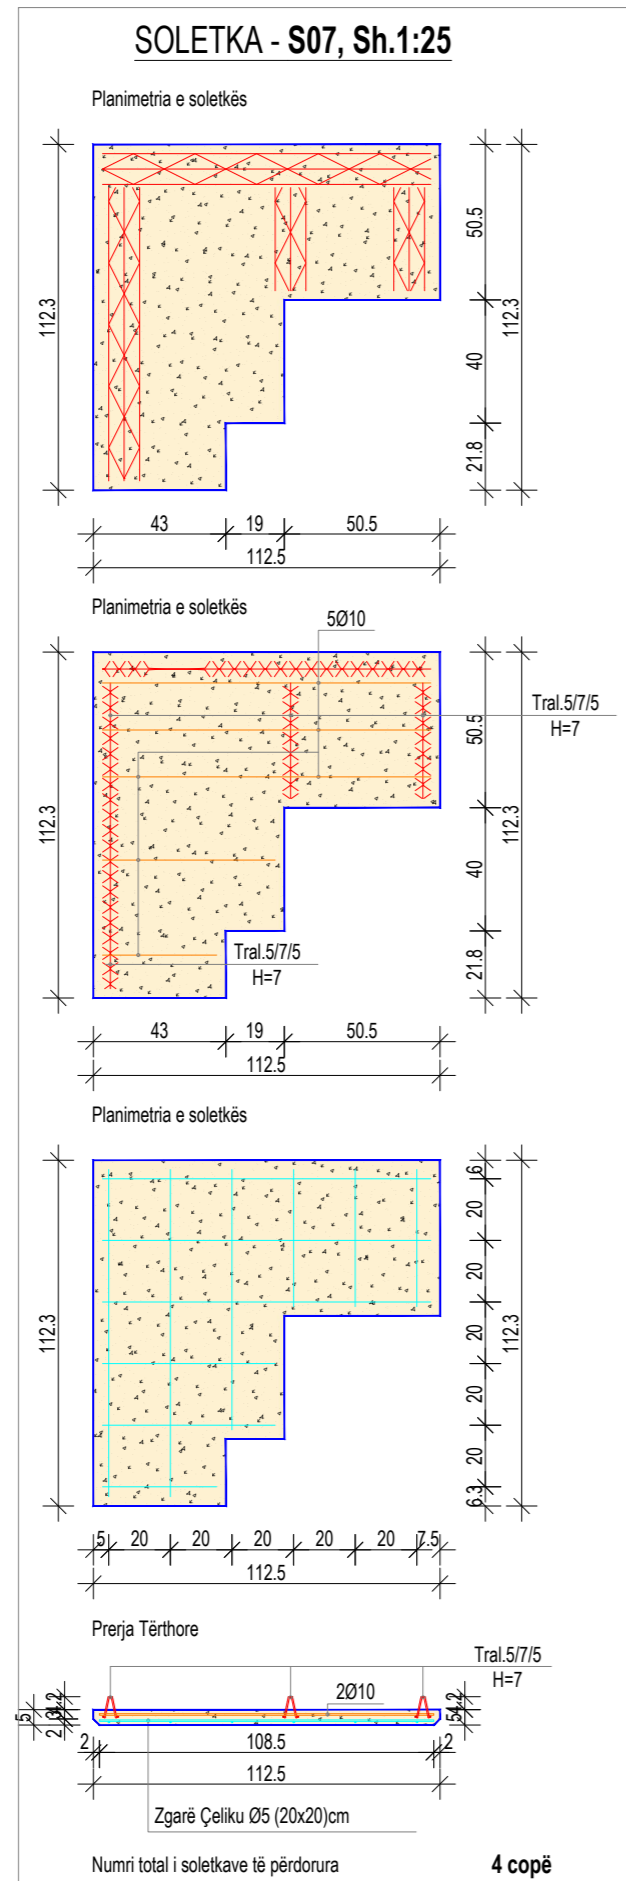 SOLETKA - S07, Sh.1:25
Planimetria e soletkës
112.3
50.5
40
21.8
112.3
43
19
50.5
112.5
Planimetria e soletkës
5Ø10
Tral.5/7/5
H=7
112.3
50.5
40
21.8
112.3
Tral.5/7/5
H=7
43
19
50.5
112.5
Planimetria e soletkës
112.3
6
20
20
20
20
20
6.3
112.3
5
20
20
20
20
20
7.5
112.5
Prerja Tërthore
Tral.5/7/5
H=7
2Ø10
5
2
4.2
5
2
108.5
2
112.5
Zgarë Çeliku Ø5 (20x20)cm
Numri total i soletkave të përdorura
4 copë